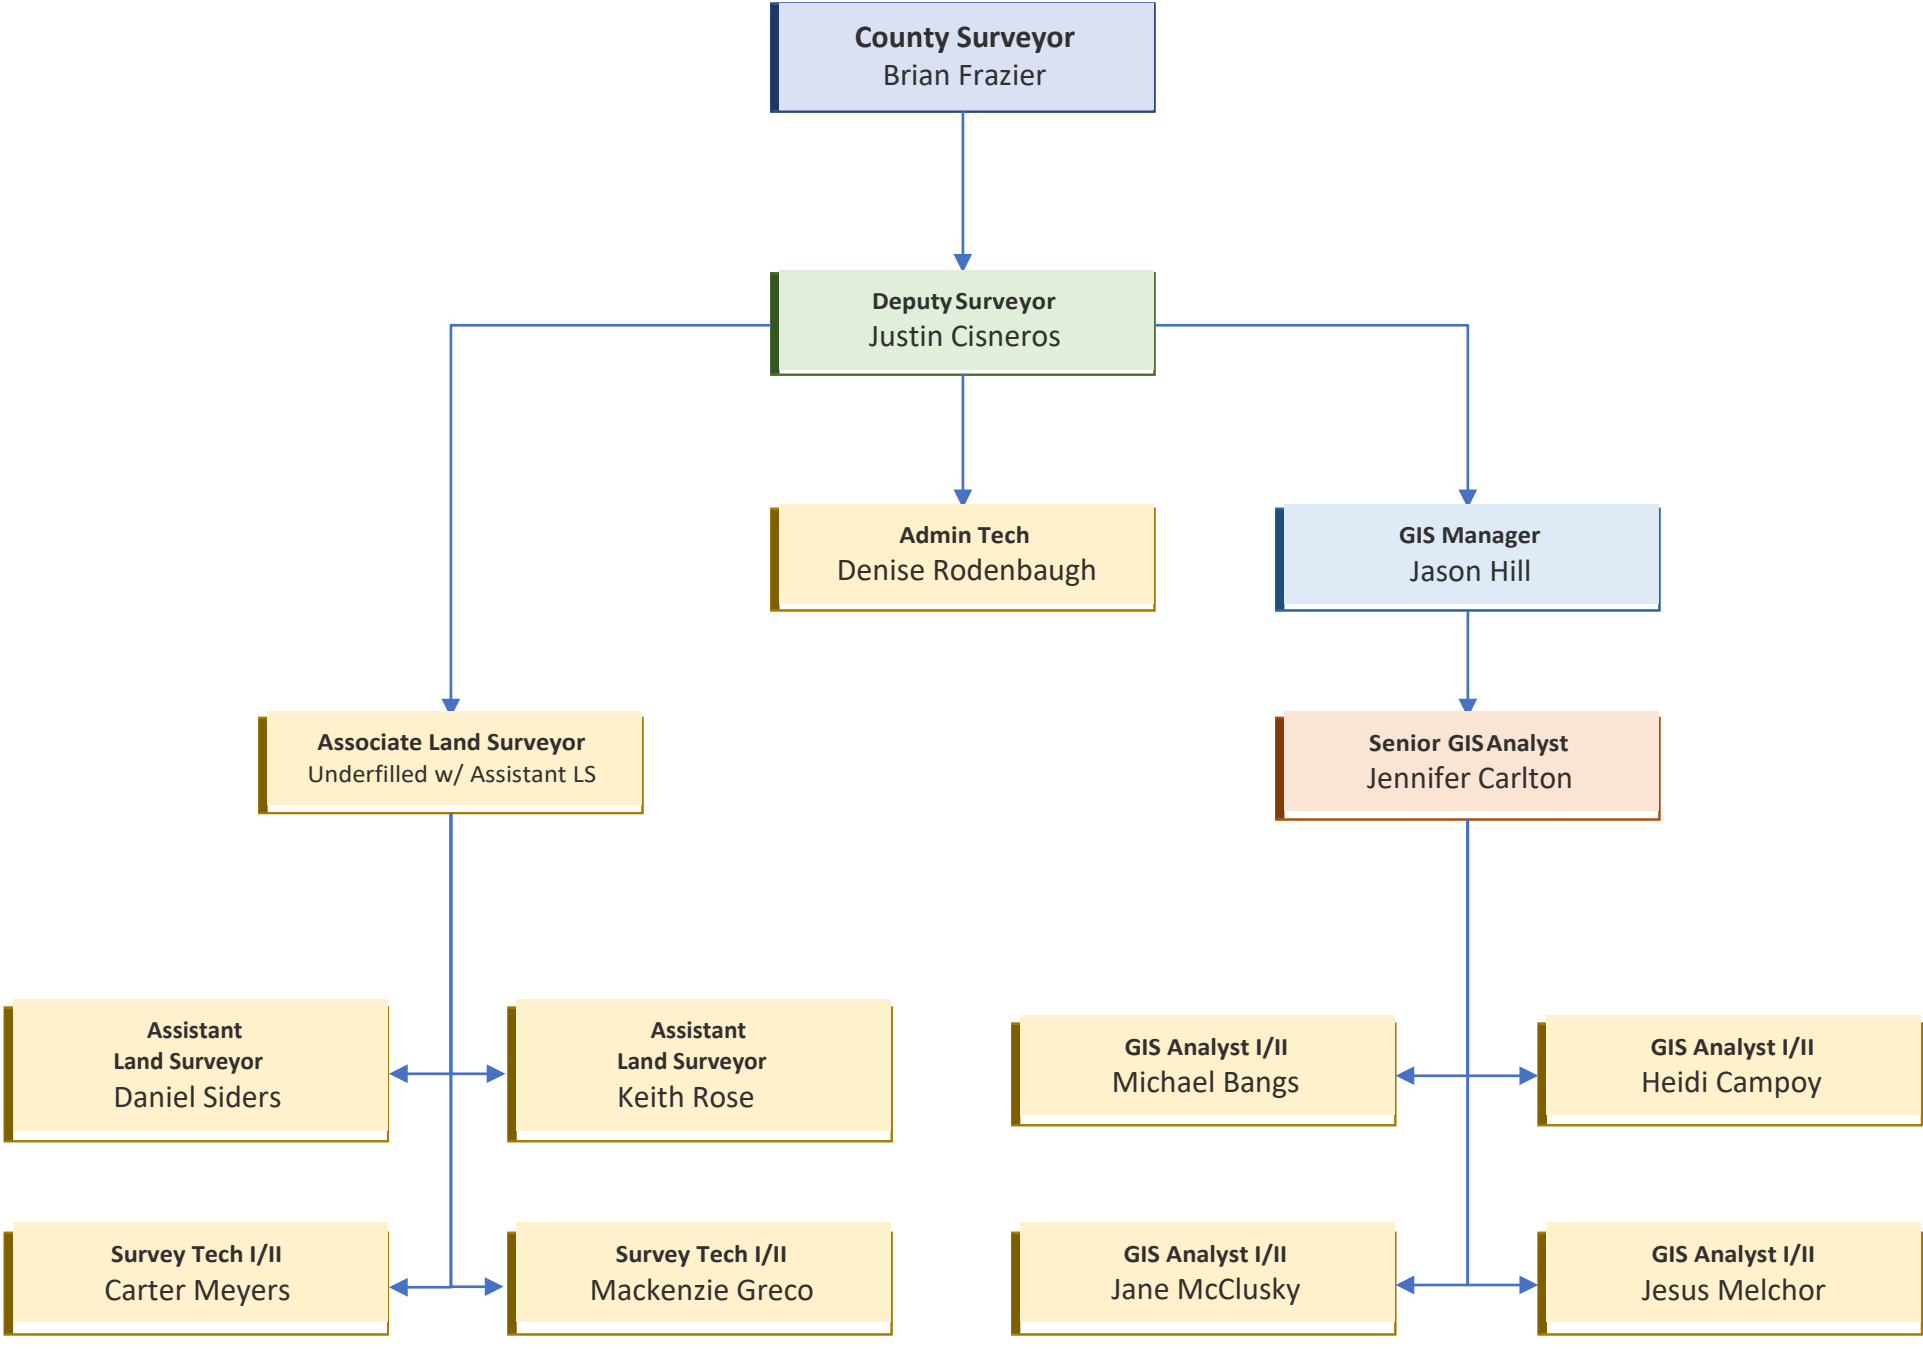 County Surveyor
Brian Frazier
Deputy Surveyor
Justin Cisneros
Admin Tech
Denise Rodenbaugh
GIS Manager
Jason Hill
Associate Land Surveyor
Underfilled w/ Assistant LS
Senior GIS Analyst
Jennifer Carlton
Assistant
Land Surveyor
Daniel Siders
Assistant
Land Surveyor
Keith Rose
GIS Analyst I/II
Michael Bangs
GIS Analyst I/II
Heidi Campoy
Survey Tech I/II
Carter Meyers
Survey Tech I/II
Mackenzie Greco
GIS Analyst I/II
Jane McClusky
GIS Analyst I/II
Jesus Melchor